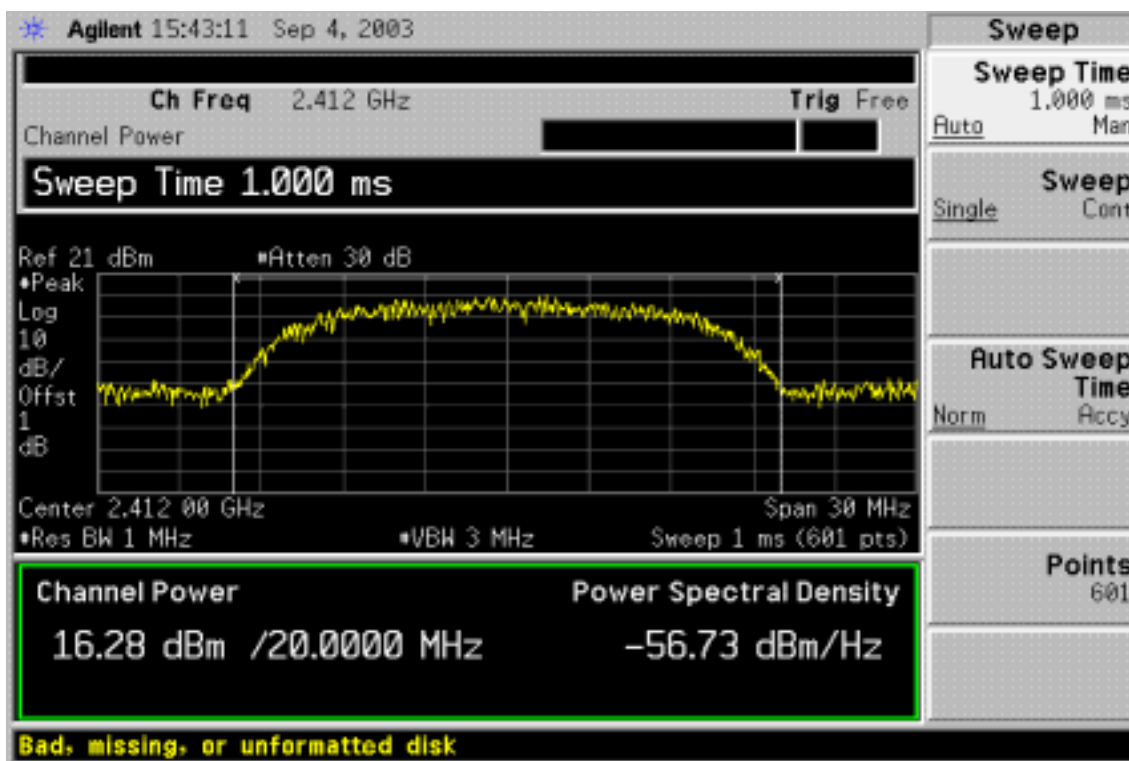 Agilent 15:43:11 Sep 4, 2003
Ch Freq 2.412 GHz
Trig Free
Channel Power
Sweep Time 1.000 ms
Ref 21 dBm
#Atten 30 dB
#Peak
Log
10
dB/
Offst
1
dB
Center 2.412 00 GHz
Span 30 MHz
#Res BW 1 MHz
#VBW 3 MHz
Sweep 1 ms (601 pts)
Channel Power
Power Spectral Density
16.28 dBm /20.0000 MHz
-56.73 dBm/Hz
Bad, missing, or unformatted disk
Sweep
Sweep Time
1.000 ms
Auto Man
Sweep
Single Cont
Auto Sweep
Time
Norm Accy
Points
601